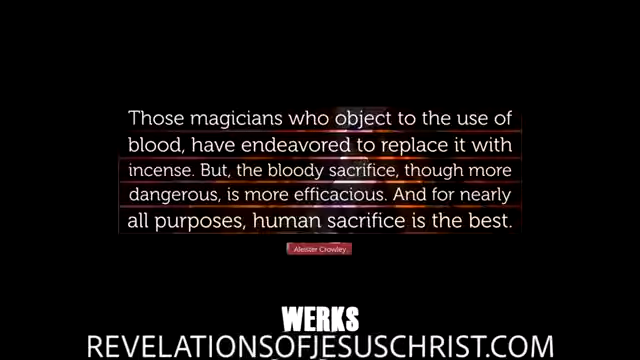 Those magicians who object to the use of
blood, have endeavored to replace it with
incense. But, the bloody sacrifice, though more
dangerous, is more efficacious. And for nearly
all purposes, human sacrifice is the best.
Aleister Crowley
WERKS
REVELATIONSOFJESUSCHRIST.COM